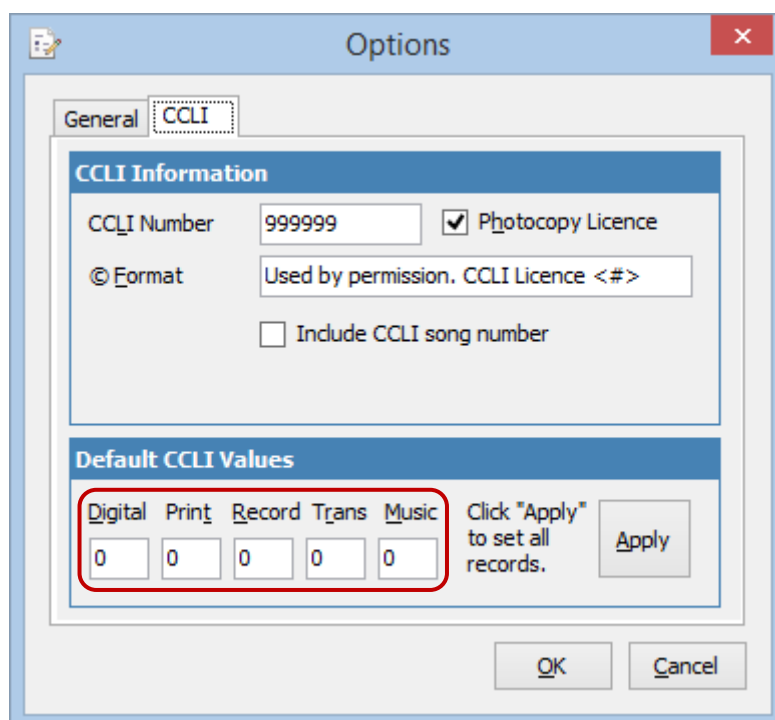 Options
General CCLI
CCLI Information
CCLI Number 999999 Photocopy Licence
© Format Used by permission. CCLI Licence <#>
Include CCLI song number
Default CCLI Values
Digital Print Record Trans Music
0 0 0 0 0
Click "Apply"
to set all
records.
Apply
OK Cancel